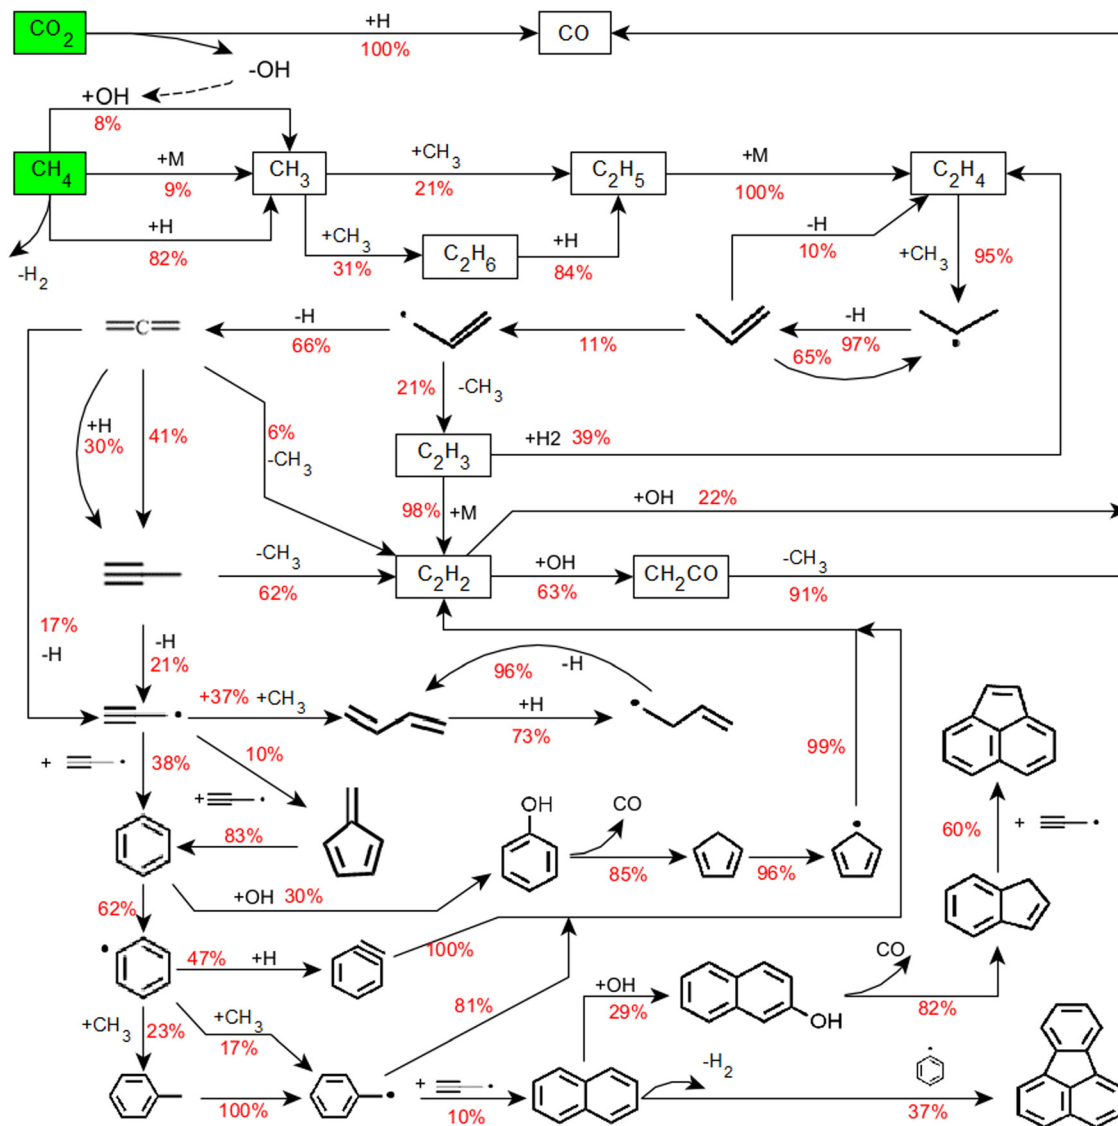 CO2
+H
100%
CO
-OH
+OH
8%
CH4
+M
9%
CH3
+CH3
21%
C2H5
+M
100%
C2H4
+H
82%
-H2
+CH3
31%
C2H6
+H
84%
-H
10%
+CH3
95%
C
-H
66%
11%
-H
97%
65%
21%
-CH3
+H
30%
41%
6%
-CH3
C2H3
+H2 39%
98%
+M
+OH 22%
-CH3
62%
C2H2
+OH
63%
CH2CO
-CH3
91%
17%
-H
-H
21%
96%
-H
+37% +CH3
+H
73%
99%
+
38%
10%
+
83%
OH
CO
85%
96%
60%
+
+OH 30%
62%
47%
+H
100%
CO
+OH
29%
OH
82%
81%
+CH3
23%
+CH3
17%
100%
+
10%
-H2
37%